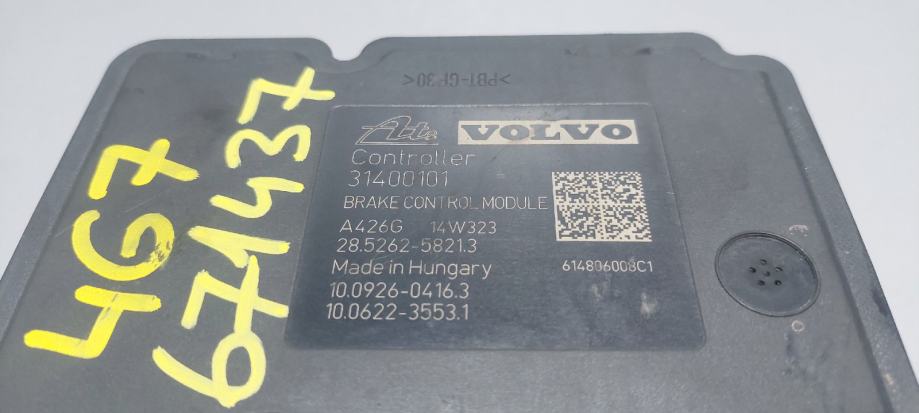 >PBT-GF30<
Ate VOLVO
Controller
31400101
BRAKE CONTROL MODULE
A426G 14W323
28.5262-5821.3
Made in Hungary
614806008C1
10.0926-0416.3
10.0622-3553.1
467
671437